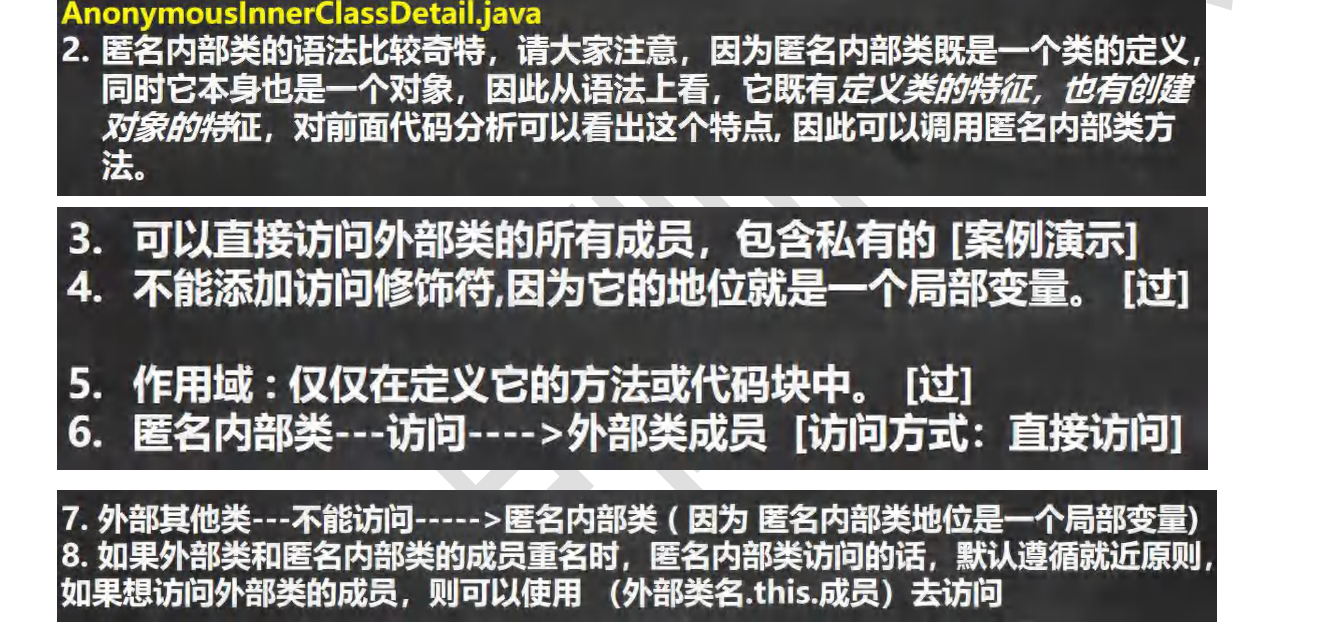 AnonymousInnerClassDetail.java
2. 匿名内部类的语法比较奇特，请大家注意，因为匿名内部类既是一个类的定义，
同时它本身也是一个对象，因此从语法上看，它既有定义类的特征，也有创建
对象的特征，对前面代码分析可以看出这个特点, 因此可以调用匿名内部类方
法。
3. 可以直接访问外部类的所有成员，包含私有的 [案例演示]
4. 不能添加访问修饰符,因为它的地位就是一个局部变量。 [过]
5. 作用域 : 仅仅在定义它的方法或代码块中。 [过]
6. 匿名内部类---访问---->外部类成员 [访问方式：直接访问]
7. 外部其他类---不能访问----->匿名内部类 ( 因为 匿名内部类地位是一个局部变量)
8. 如果外部类和匿名内部类的成员重名时，匿名内部类访问的话，默认遵循就近原则，
如果想访问外部类的成员，则可以使用 （外部类名.this.成员）去访问